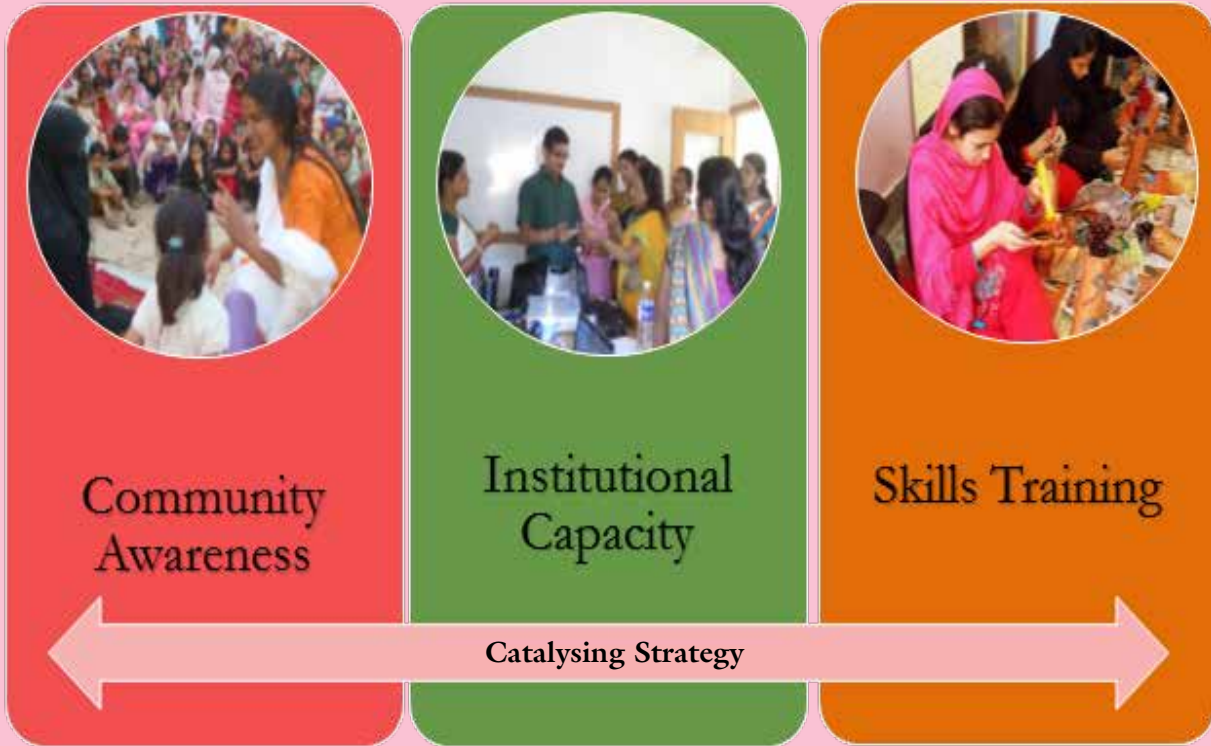 Community
Awareness
Institutional
Capacity
Skills Training
Catalysing Strategy